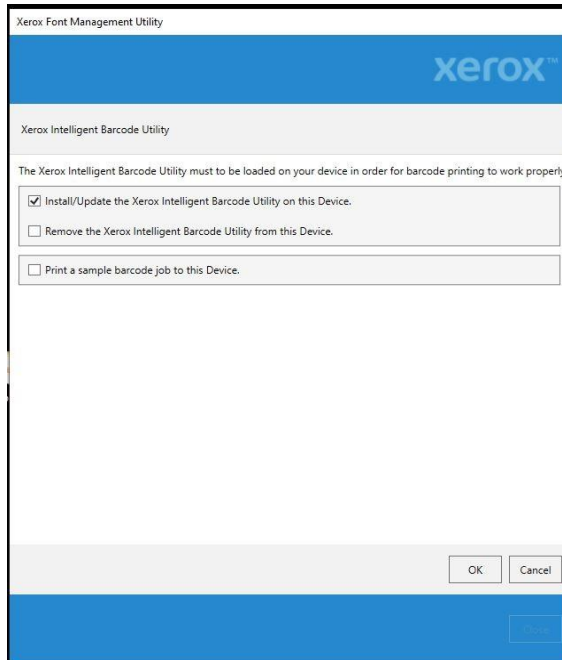 Xerox Font Management Utility
xerox™
Xerox Intelligent Barcode Utility
The Xerox Intelligent Barcode Utility must to be loaded on your device in order for barcode printing to work properly
Install/Update the Xerox Intelligent Barcode Utility on this Device.
Remove the Xerox Intelligent Barcode Utility from this Device.
Print a sample barcode job to this Device.
OK Cancel
Close